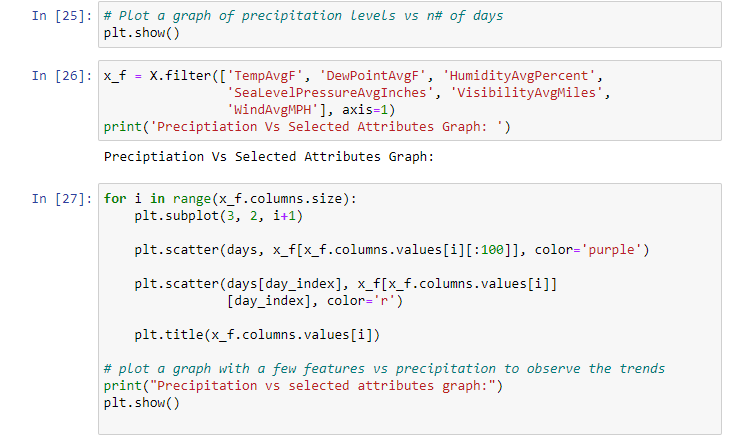 In [25]: # Plot a graph of precipitation levels vs n# of days
plt.show()
In [26]: x_f = X.filter(['TempAvgF', 'DewPointAvgF', 'HumidityAvgPercent',
'SeaLevelPressureAvgInches', 'VisibilityAvgMiles',
'WindAvgMPH'], axis=1)
print('Preciptiation Vs Selected Attributes Graph: ')
Preciptiation Vs Selected Attributes Graph:
In [27]: for i in range(x_f.columns.size):
plt.subplot(3, 2, i+1)
plt.scatter(days, x_f[x_f.columns.values[i][:100]], color='purple')
plt.scatter(days[day_index], x_f[x_f.columns.values[i]]
[day_index], color='r')
plt.title(x_f.columns.values[i])
# plot a graph with a few features vs precipitation to observe the trends
print("Precipitation vs selected attributes graph:")
plt.show()